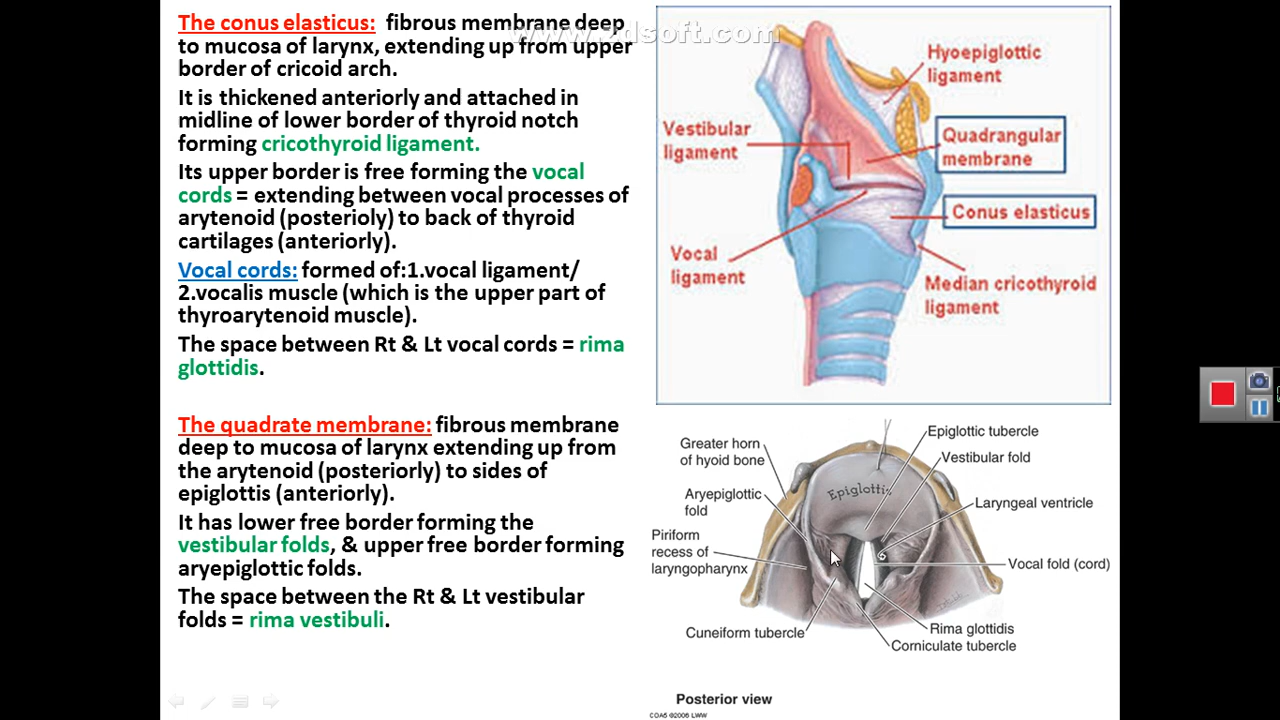 The conus elasticus: fibrous membrane deep
to mucosa of larynx, extending up from upper
border of cricoid arch.
It is thickened anteriorly and attached in
midline of lower border of thyroid notch
forming cricothyroid ligament.
Its upper border is free forming the vocal
cords = extending between vocal processes of
arytenoid (posterioly) to back of thyroid
cartilages (anteriorly).
Vocal cords: formed of:1.vocal ligament/
2.vocalis muscle (which is the upper part of
thyroarytenoid muscle).
The space between Rt & Lt vocal cords = rima
glottidis.
The quadrate membrane: fibrous membrane
deep to mucosa of larynx extending up from
the arytenoid (posteriorly) to sides of
epiglottis (anteriorly).
It has lower free border forming the
vestibular folds, & upper free border forming
aryepiglottic folds.
The space between the Rt & Lt vestibular
folds = rima vestibuli.
Hyoepiglottic
ligament
Vestibular
ligament
Quadrangular
membrane
Conus elasticus
Vocal
ligament
Median cricothyroid
ligament
Greater horn
of hyoid bone
Epiglottic tubercle
Vestibular fold
Epiglottis
Aryepiglottic
fold
Laryngeal ventricle
Piriform
recess of
laryngopharynx
Vocal fold (cord)
Cuneiform tubercle
Rima glottidis
Corniculate tubercle
Posterior view
COA5 ©2006 LWW